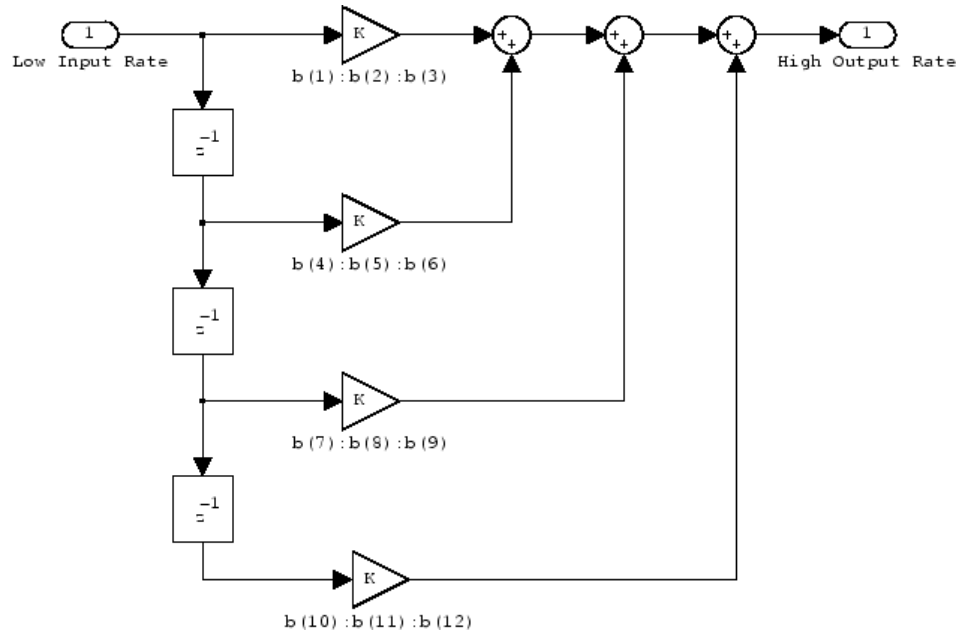 1 K + + + + + + 1
Low Input Rate High Output Rate
b(1):b(2):b(3)
z⁻¹
K
b(4):b(5):b(6)
z⁻¹
K
b(7):b(8):b(9)
z⁻¹
K
b(10):b(11):b(12)